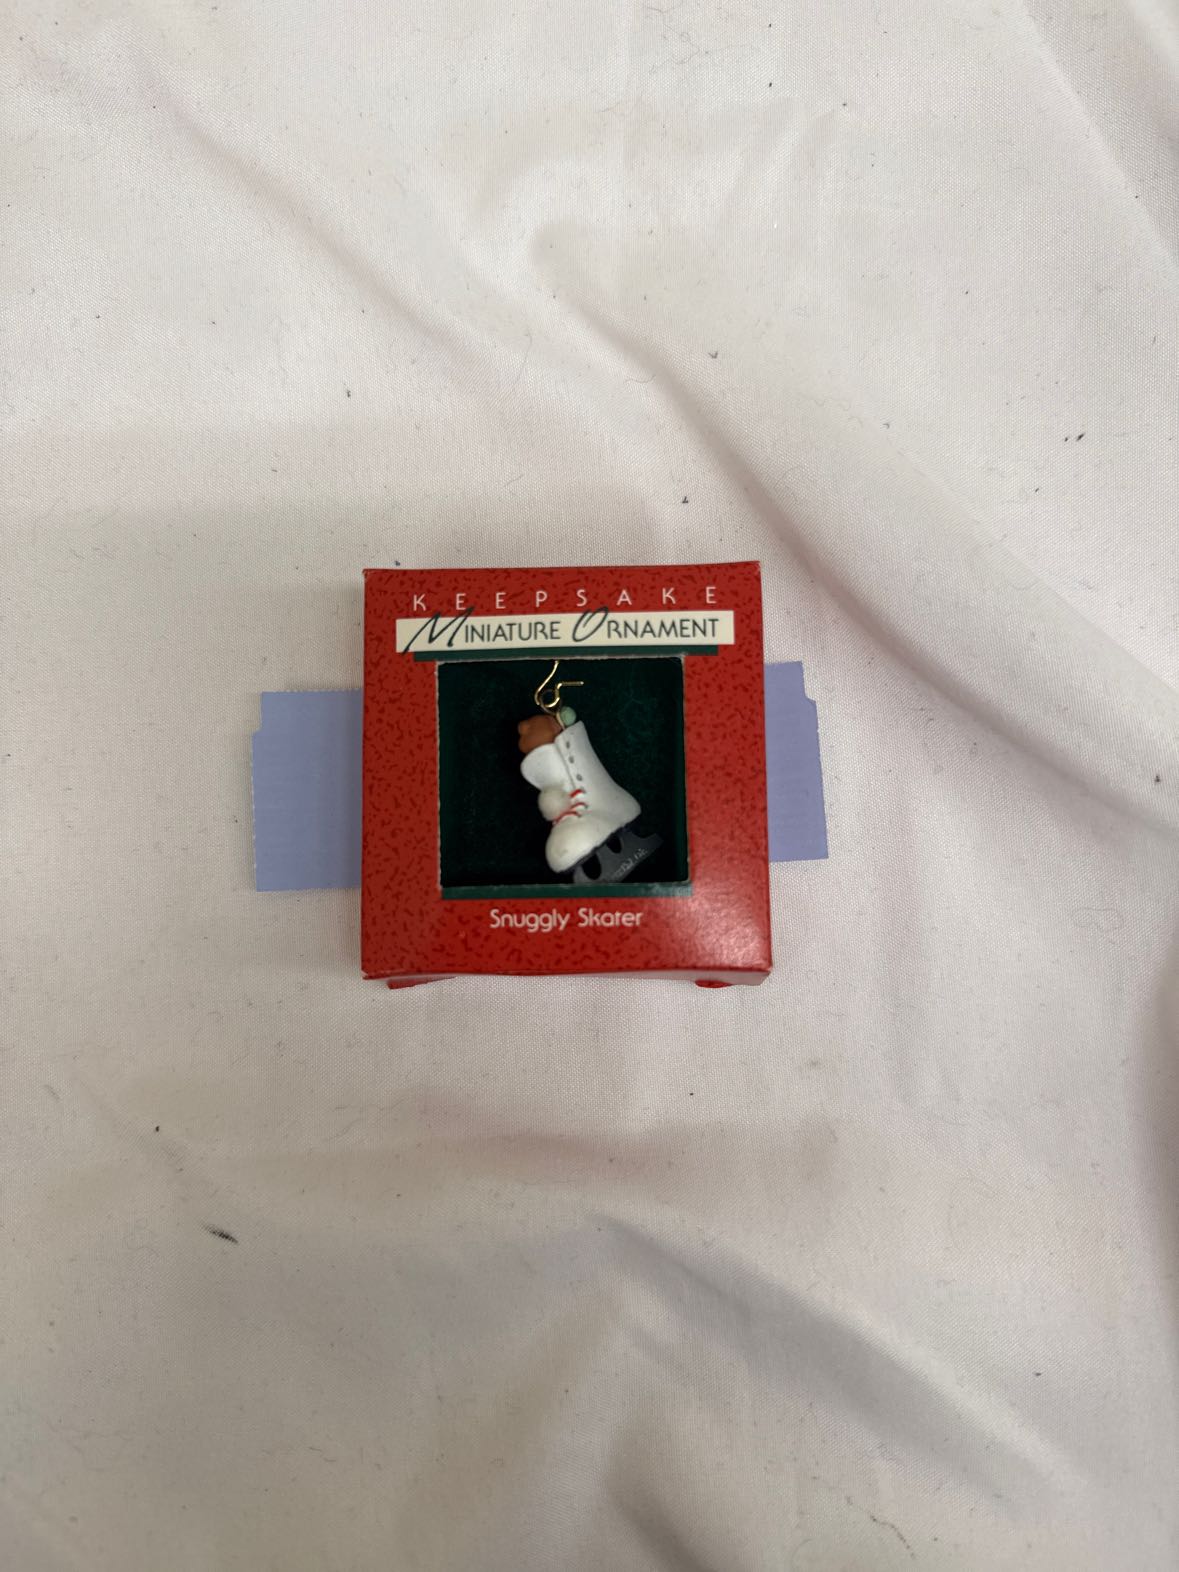 KEEPSAKE
MINIATURE ORNAMENT
Snuggly Skater